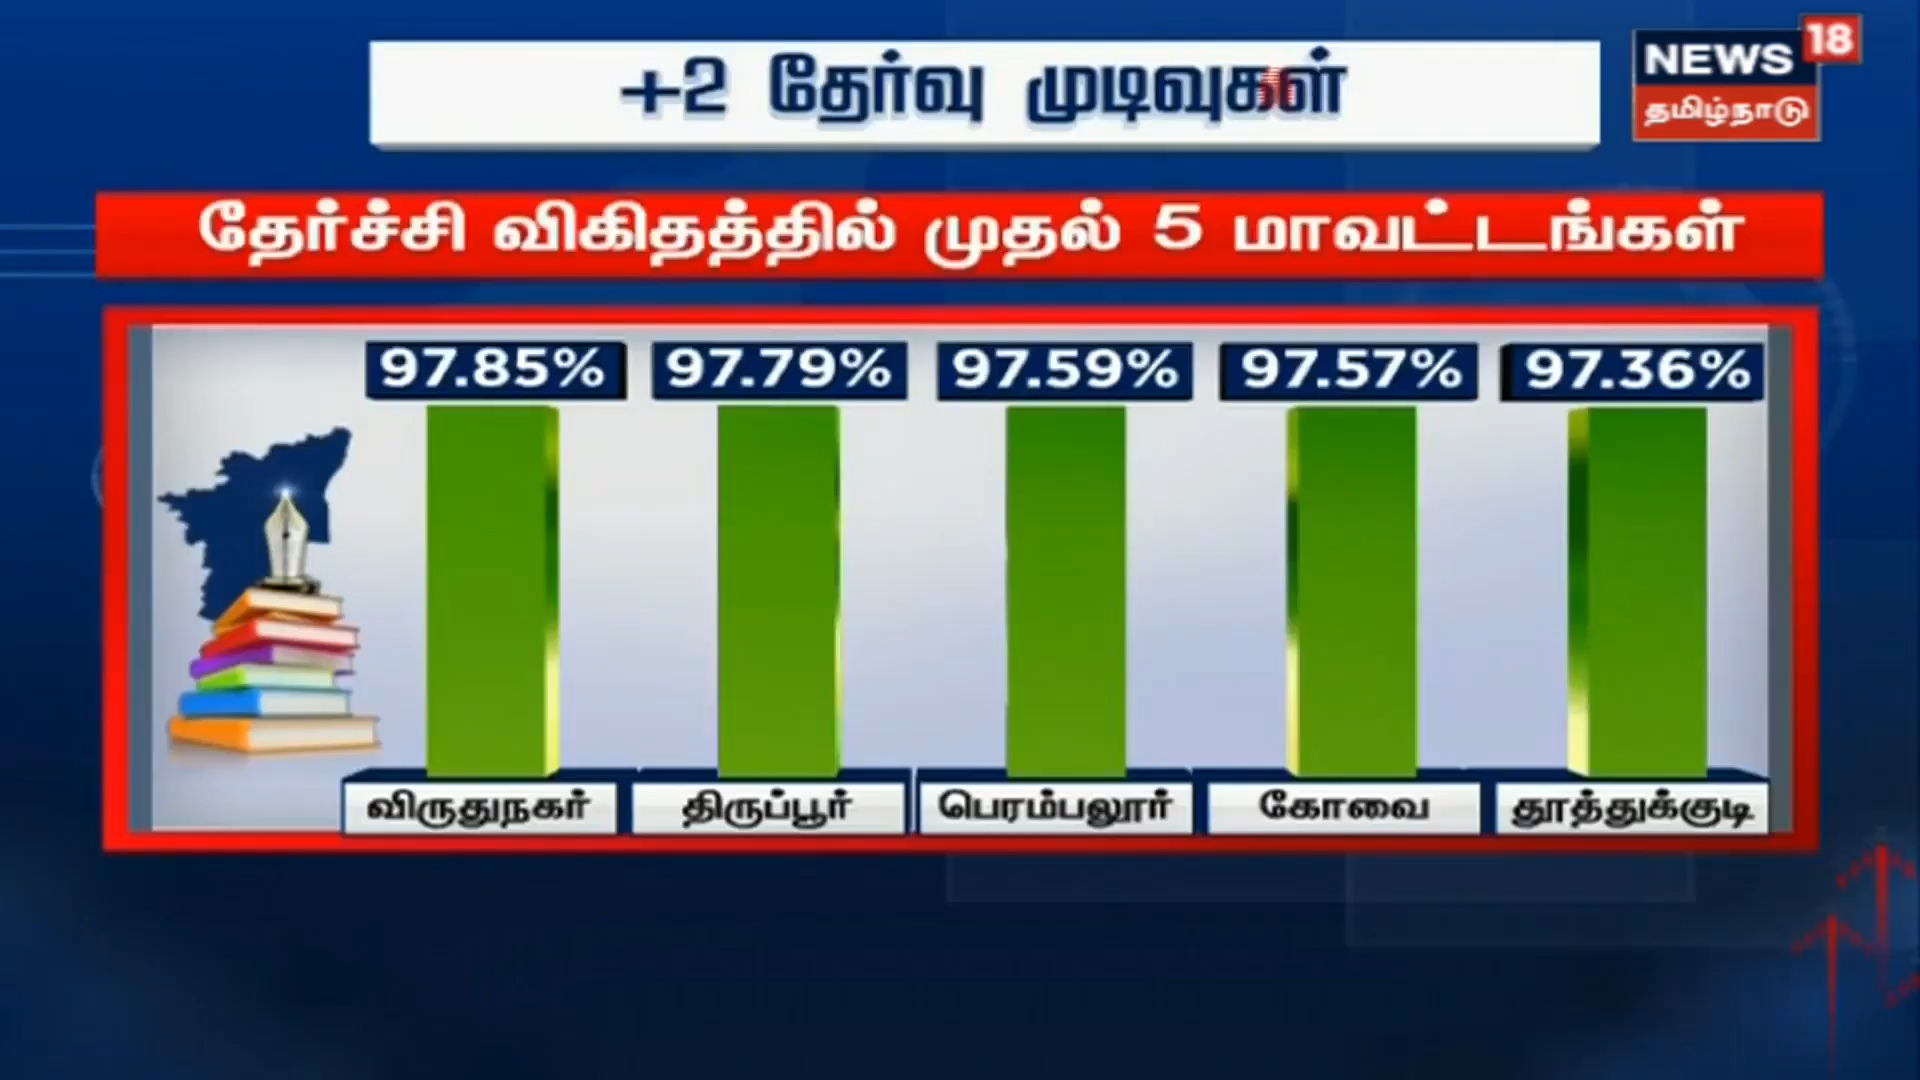 +2 தேர்வு முடிவுகள்
NEWS 18
தமிழ்நாடு
தேர்ச்சி விகிதத்தில் முதல் 5 மாவட்டங்கள்
97.85% 97.79% 97.59% 97.57% 97.36%
விருதுநகர் திருப்பூர் பெரம்பலூர் கோவை தூத்துக்குடி